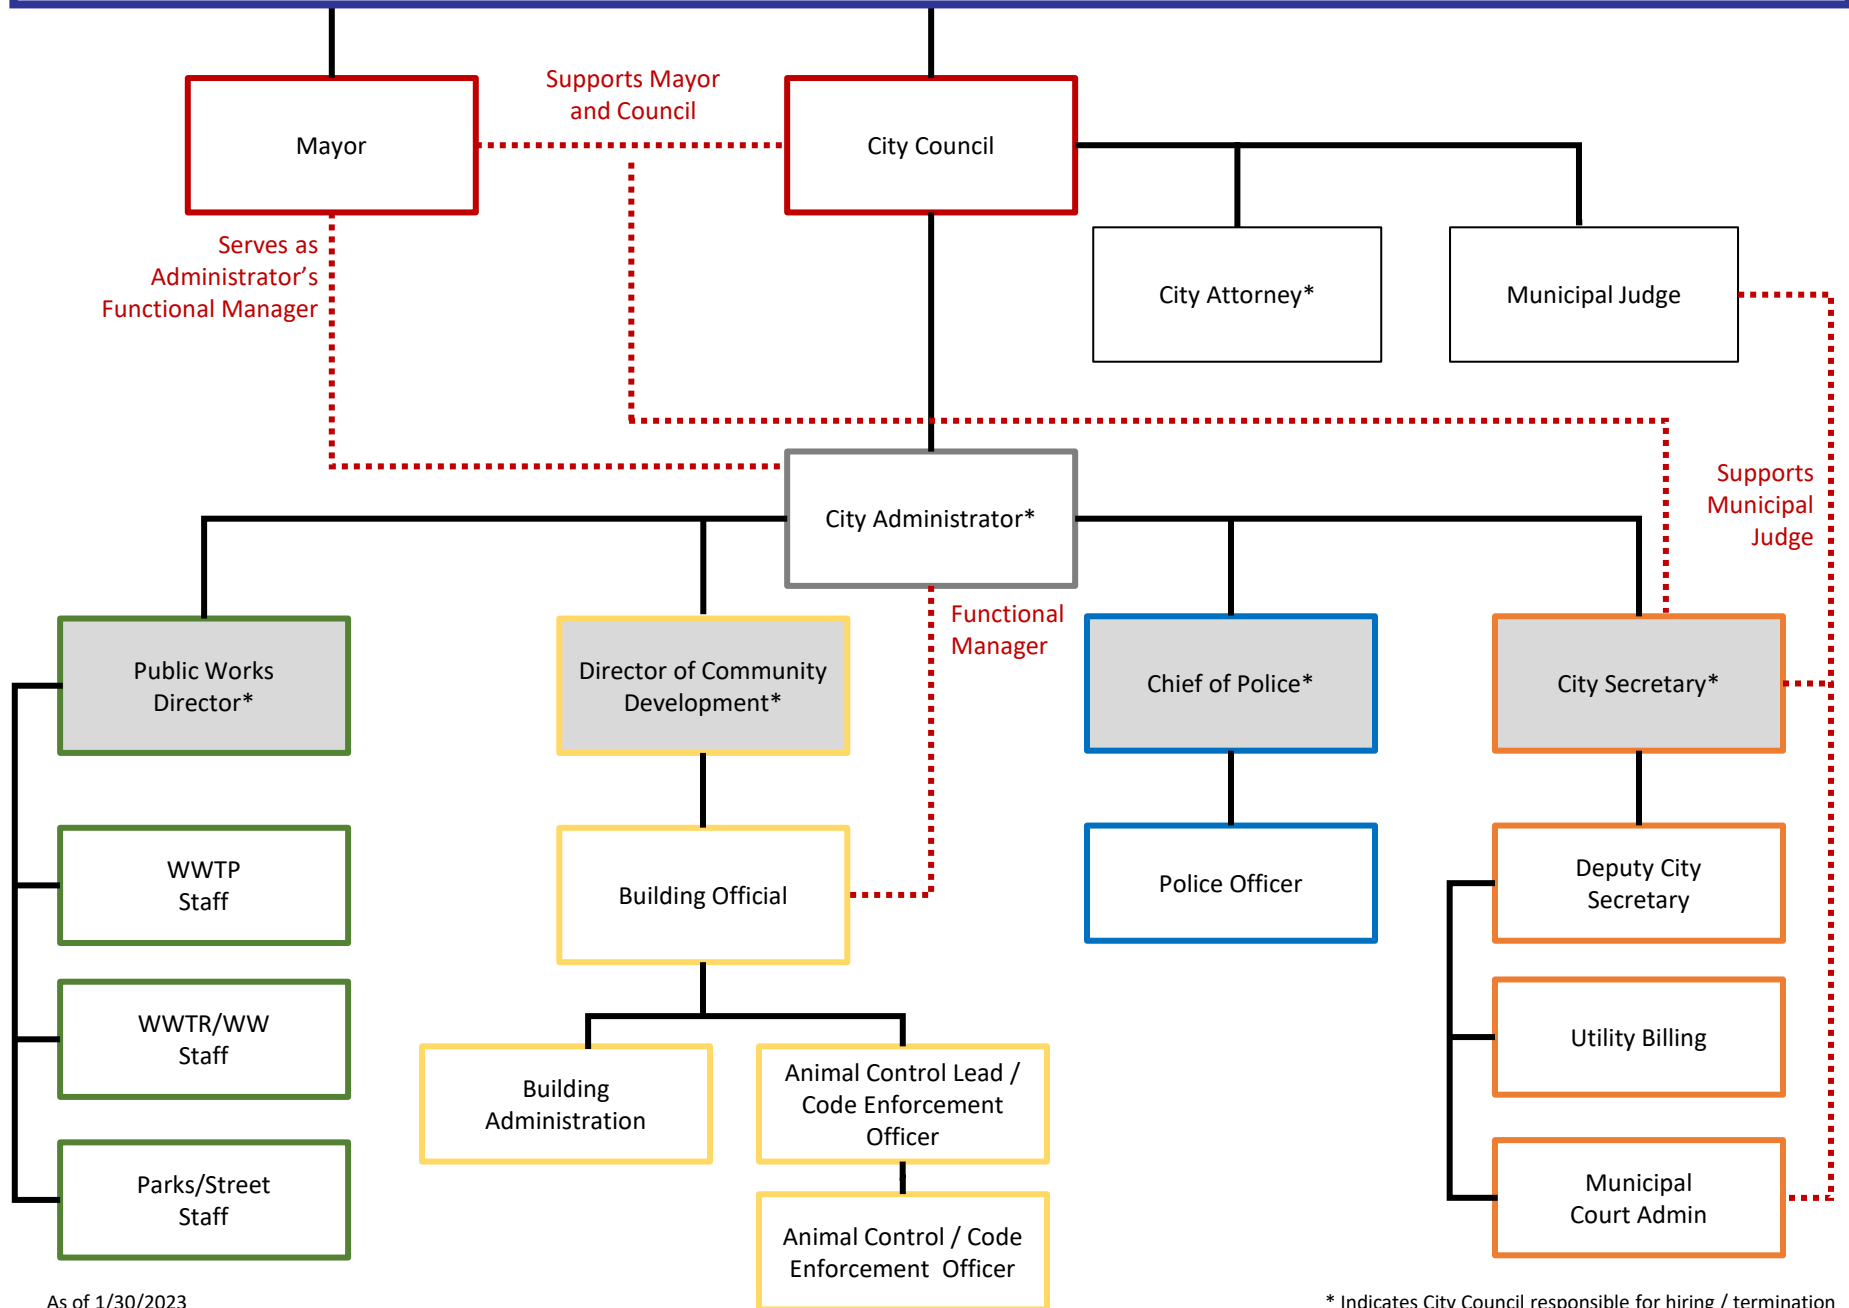 Supports Mayor
and Council
Mayor
City Council
Serves as
Administrator’s
Functional Manager
City Attorney*
Municipal Judge
Supports
Municipal
Judge
City Administrator*
Functional
Manager
Public Works
Director*
Director of Community
Development*
Chief of Police*
City Secretary*
WWTP
Staff
Building Official
Police Officer
Deputy City
Secretary
WWTR/WW
Staff
Utility Billing
Building
Administration
Animal Control Lead /
Code Enforcement
Officer
Parks/Street
Staff
Municipal
Court Admin
Animal Control / Code
Enforcement Officer
As of 1/30/2023
* Indicates City Council responsible for hiring / termination